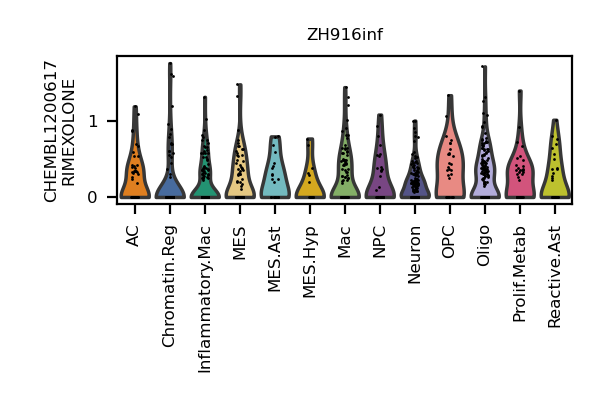 ZH916inf
CHEMBL1200617
RIMEXOLONE
1
0
AC
Chromatin.Reg
Inflammatory.Mac
MES
MES.Ast
MES.Hyp
Mac
NPC
Neuron
OPC
Oligo
Prolif.Metab
Reactive.Ast